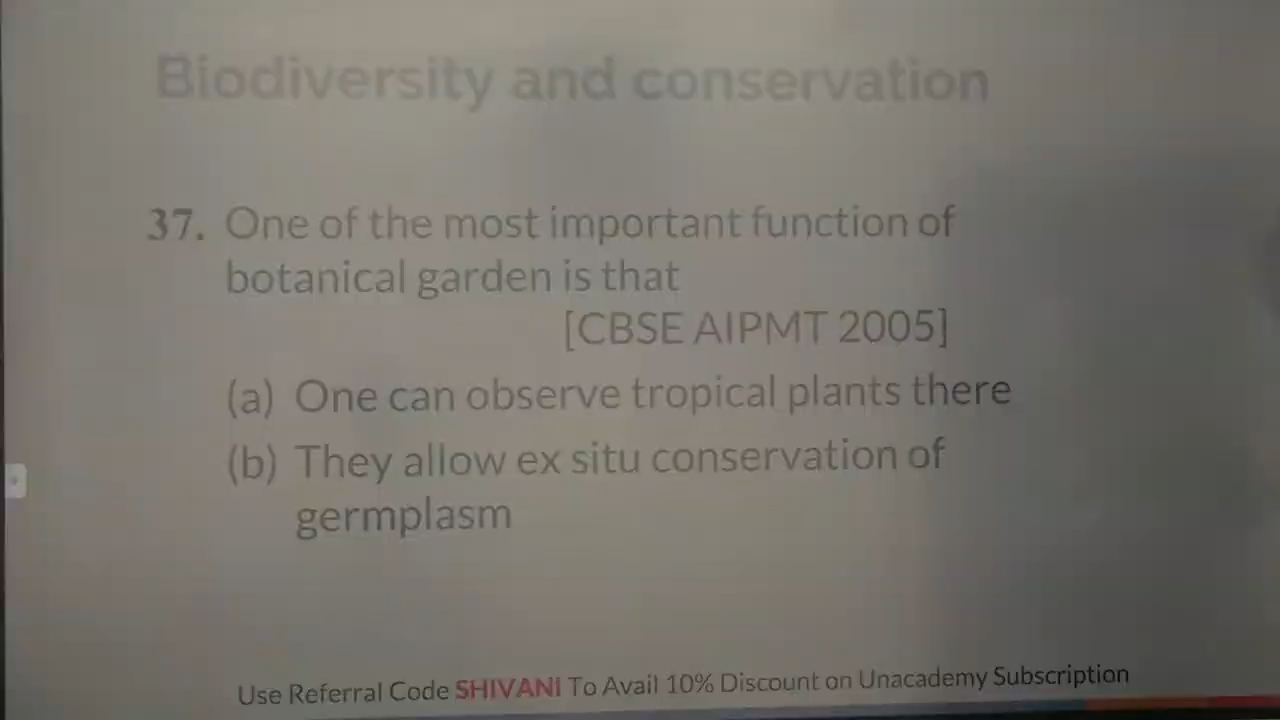 Biodiversity and conservation
37. One of the most important function of
botanical garden is that
[CBSE AIPMT 2005]
(a) One can observe tropical plants there
(b) They allow ex situ conservation of
germplasm
Use Referral Code SHIVANI To Avail 10% Discount on Unacademy Subscription